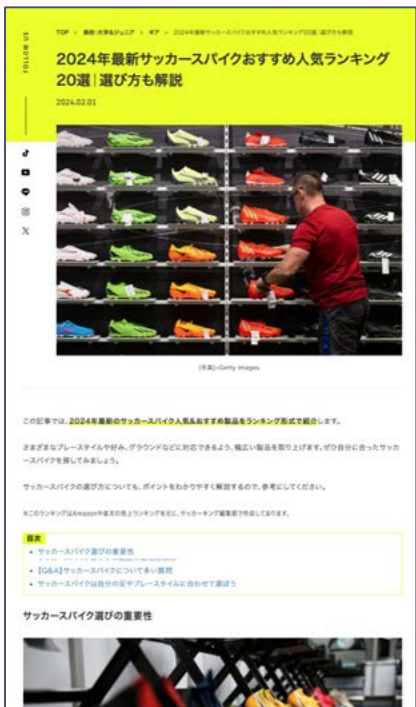 FOLLOW US
TOP > 高校・大学&ジュニア > ギア > 2024年最新サッカースパイクおすすめ人気ランキング20選|選び方も解説
2024年最新サッカースパイクおすすめ人気ランキング
20選|選び方も解説
2024.02.01
[写真]=Getty Images
この記事では、2024年最新のサッカースパイク人気&おすすめ製品をランキング形式で紹介します。
さまざまなプレースタイルや好み、グラウンドなどに対応できるよう、幅広い製品を取り上げます。ぜひ自分に合ったサッカ
ースパイクを探してみましょう。
サッカースパイクの選び方についても、ポイントをわかりやすく解説するので、参考にしてください。
※このランキングはAmazonや楽天の売上ランキングを元に、サッカーキング編集部で作成しております。
目次
サッカースパイク選びの重要性
【Q&A】サッカースパイクについて多い質問
サッカースパイクは自分の足やプレースタイルに合わせて選ぼう
サッカースパイク選びの重要性